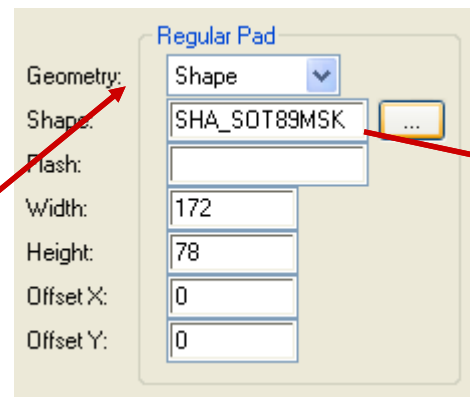 Regular Pad
Geometry: Shape
Shape: SHA_SOT89MSK ...
Flash:
Width: 172
Height: 78
Offset X: 0
Offset Y: 0